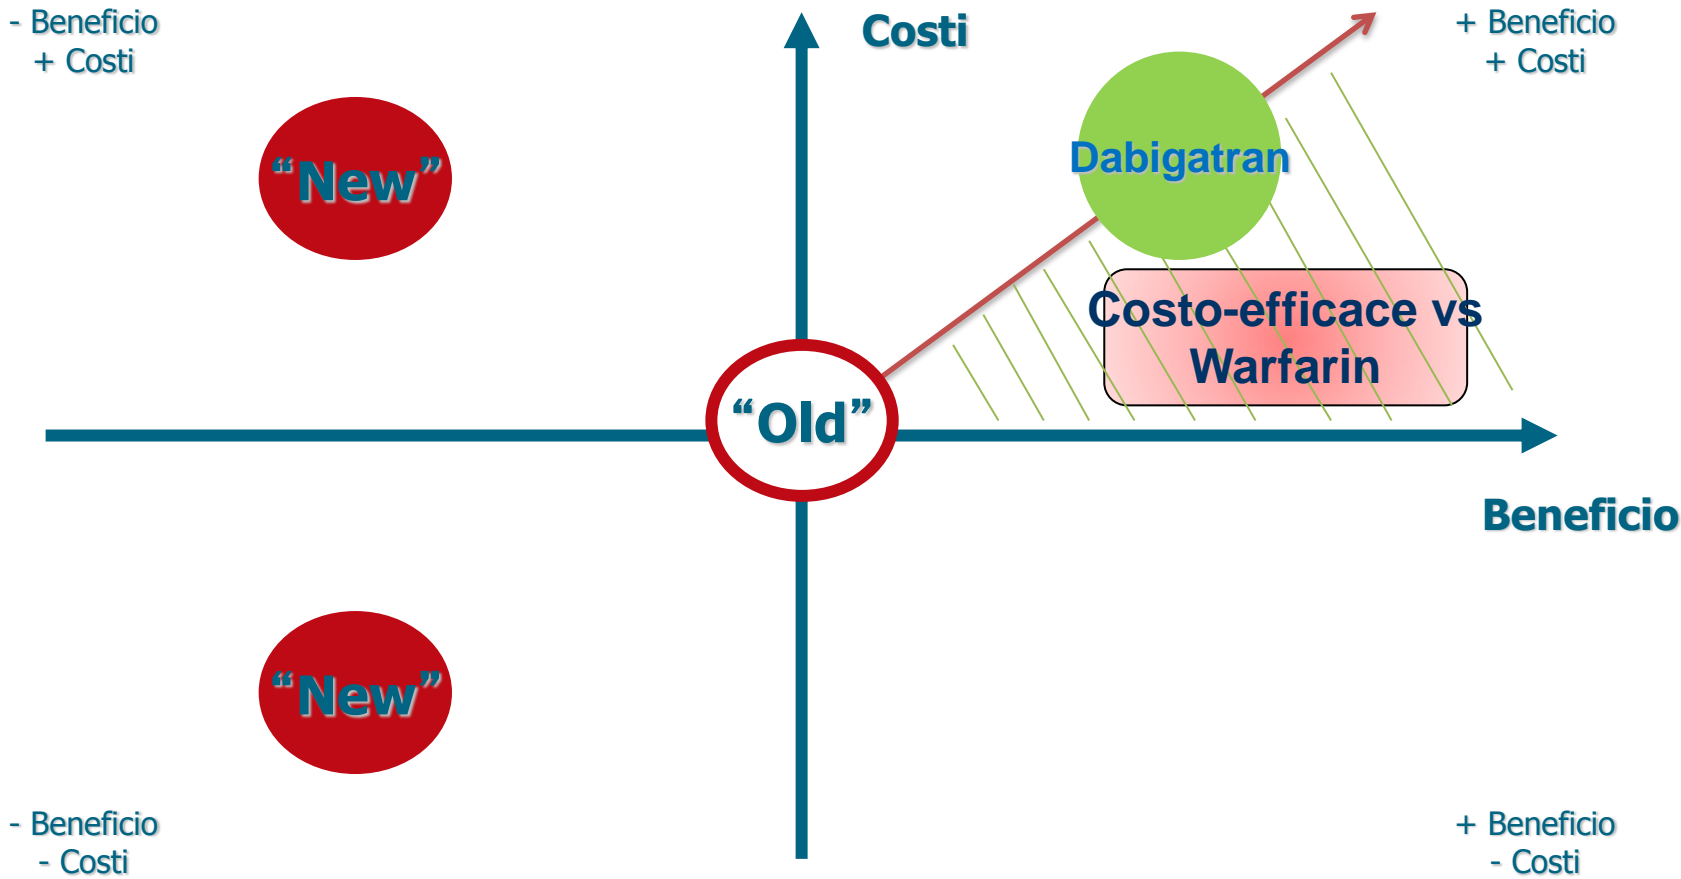 - Beneficio
+ Costi
Costi
+ Beneficio
+ Costi
“New”
Dabigatran
Costo-efficace vs
Warfarin
“Old”
Beneficio
“New”
- Beneficio
- Costi
+ Beneficio
- Costi